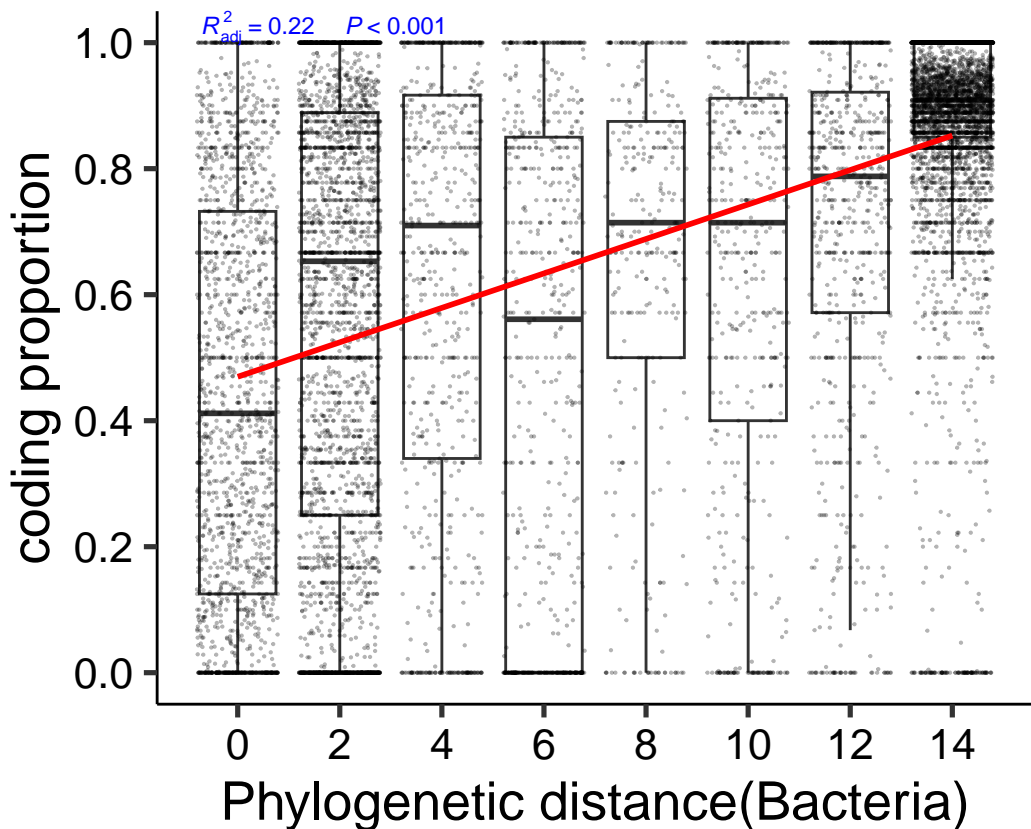 R²adj = 0.22 P < 0.001
1.0
0.8
0.6
0.4
0.2
0.0
coding proportion
0 2 4 6 8 10 12 14
Phylogenetic distance(Bacteria)